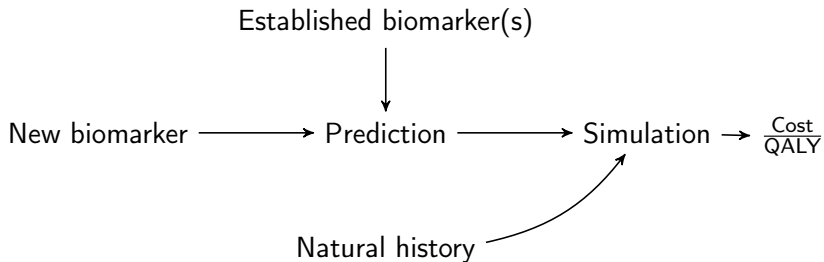 Established biomarker(s)
New biomarker
Prediction
Simulation
Cost
QALY
Natural history